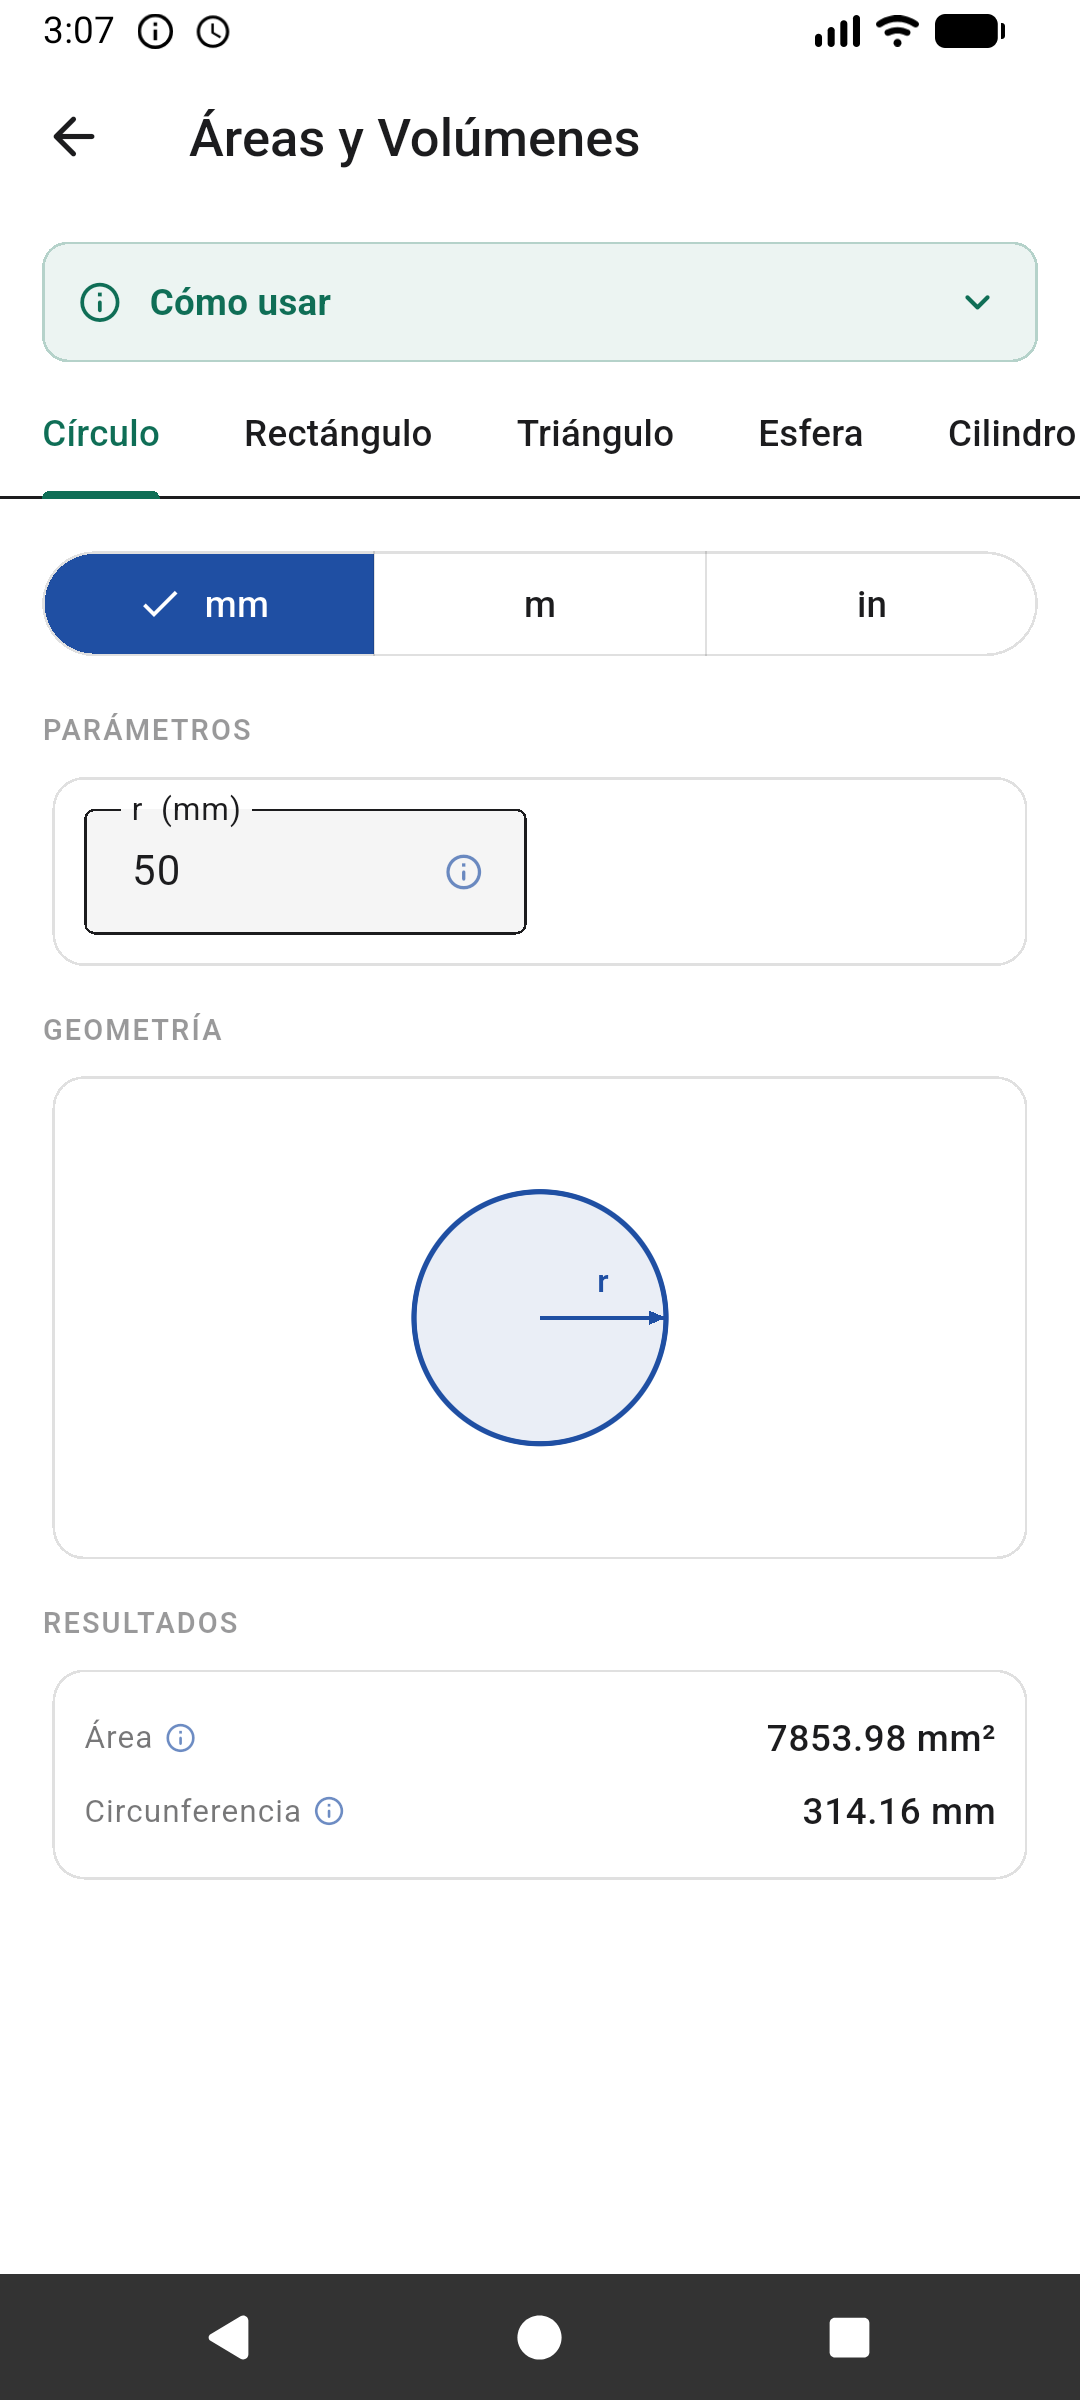 3:07
Áreas y Volúmenes
Cómo usar
Círculo Rectángulo Triángulo Esfera Cilindro
mm m in
PARÁMETROS
r (mm)
50
GEOMETRÍA
r
RESULTADOS
Área 7853.98 mm²
Circunferencia 314.16 mm